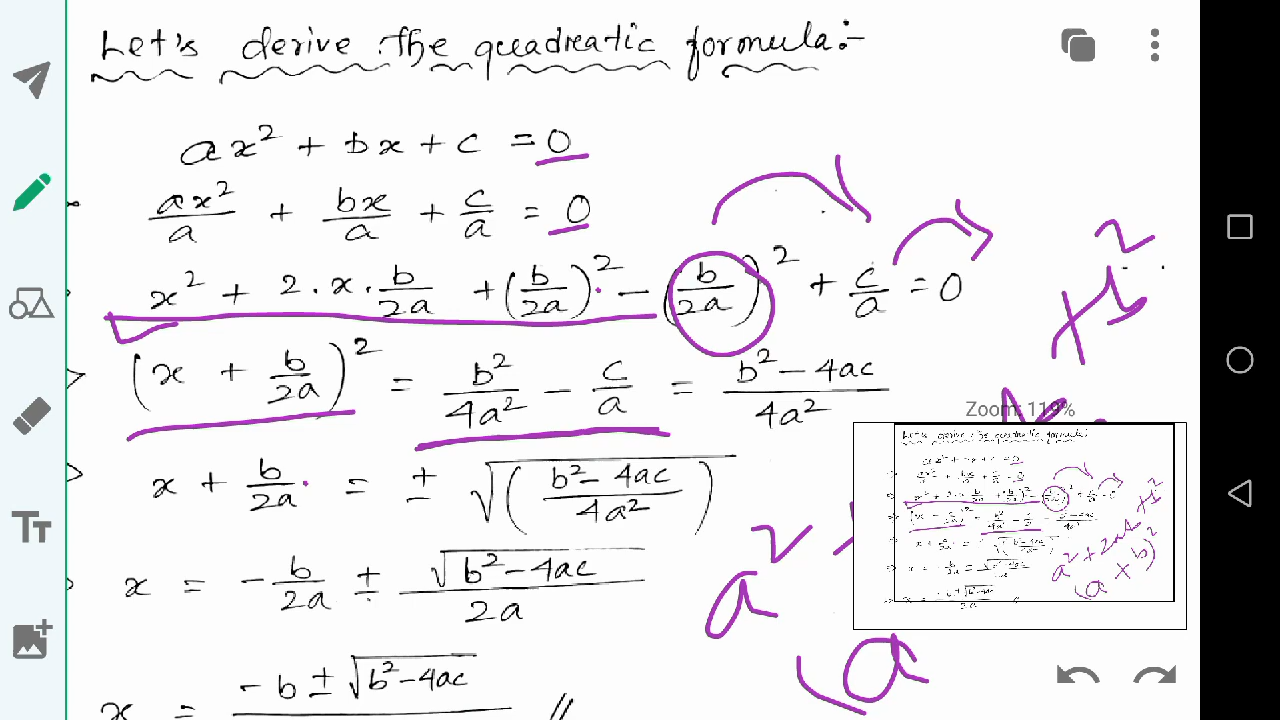 Let's derive the quadreatic formula:-
ax² + bx + c = 0
ax²/a + bx/a + c/a = 0
x² + 2·x·b/2a + (b/2a)² - (b/2a)² + c/a = 0
(x + b/2a)² = b²/4a² - c/a = b² - 4ac/4a²
x + b/2a = ± √(b² - 4ac/4a²)
x = -b/2a ± √b² - 4ac/2a
x = -b ± √b² - 4ac
Zoom: 119%
a² +
(a
Tт